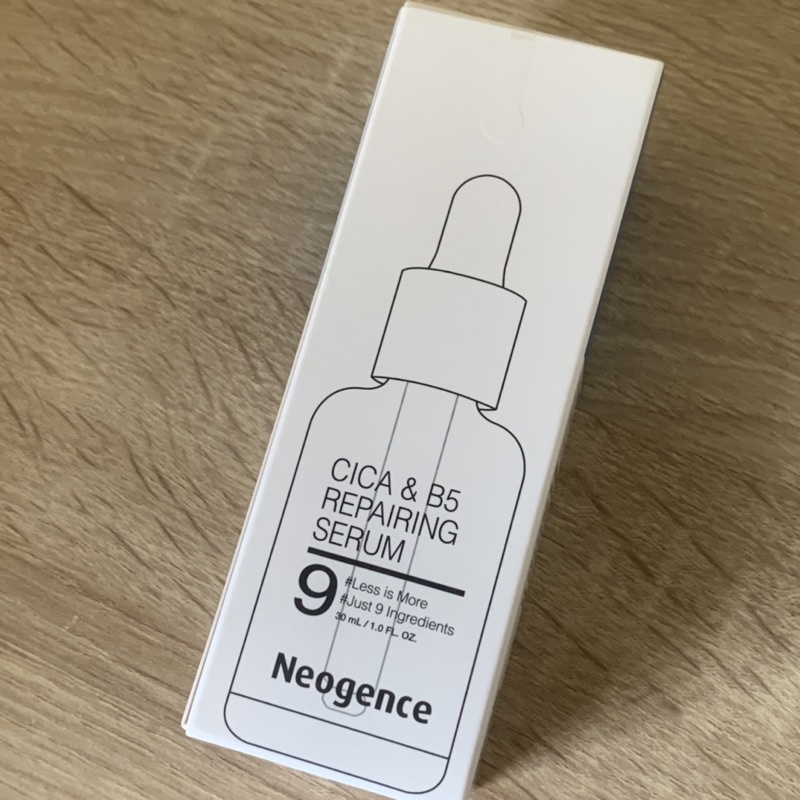 CICA & B5
REPAIRING
SERUM
9
#Less is More
#Just 9 Ingredients
30 mL / 1.0 FL. OZ.
Neogence